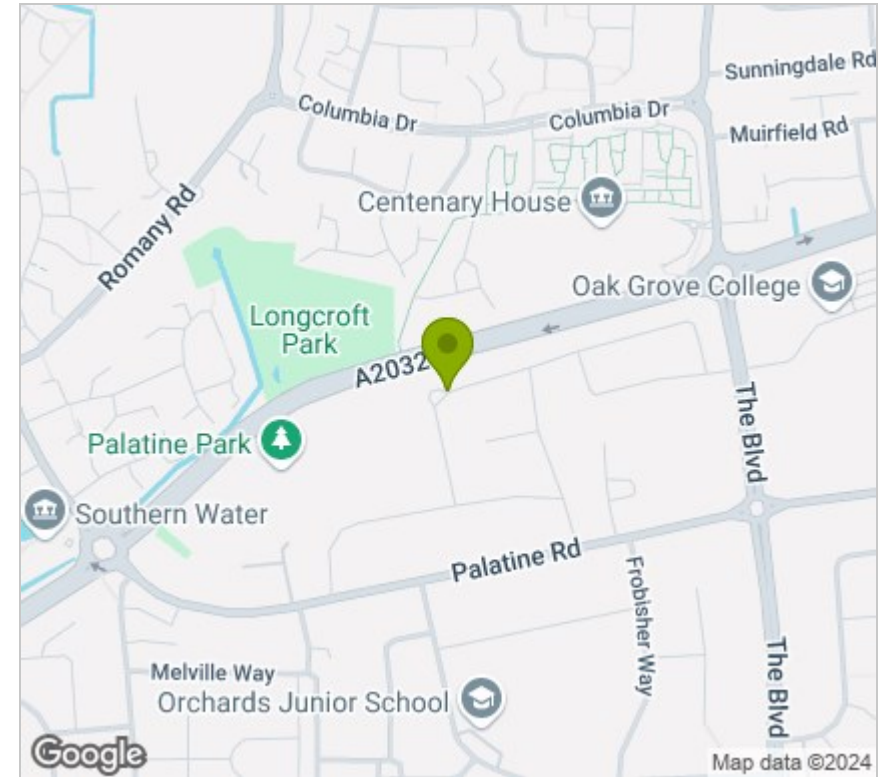 Sunningdale Rd
Columbia Dr
Columbia Dr
Muirfield Rd
Centenary House
Romany Rd
Oak Grove College
Longcroft
Park
A2032
The Blvd
Palatine Park
Southern Water
Palatine Rd
Frobisher Way
Melville Way
Orchards Junior School
The Blvd
Google
Map data ©2024